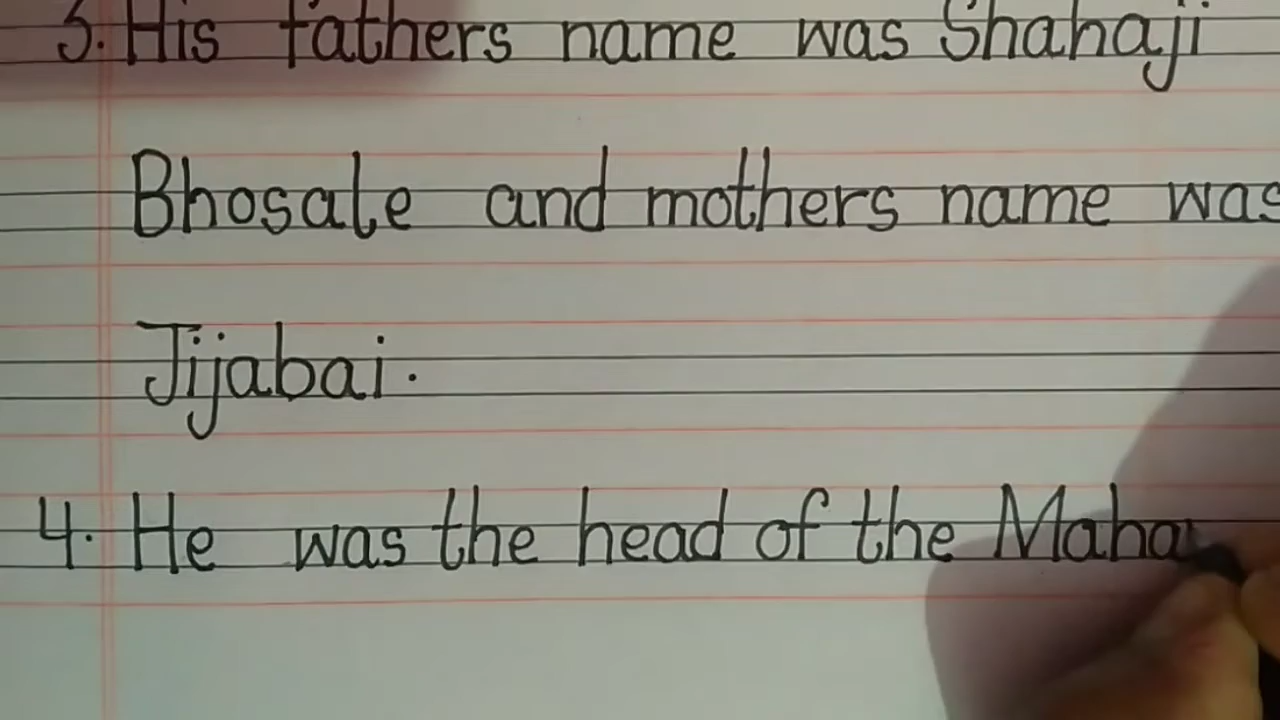 3. His fathers name was Shahaji
Bhosale and mothers name was
Jijabai.
4. He was the head of the Maha